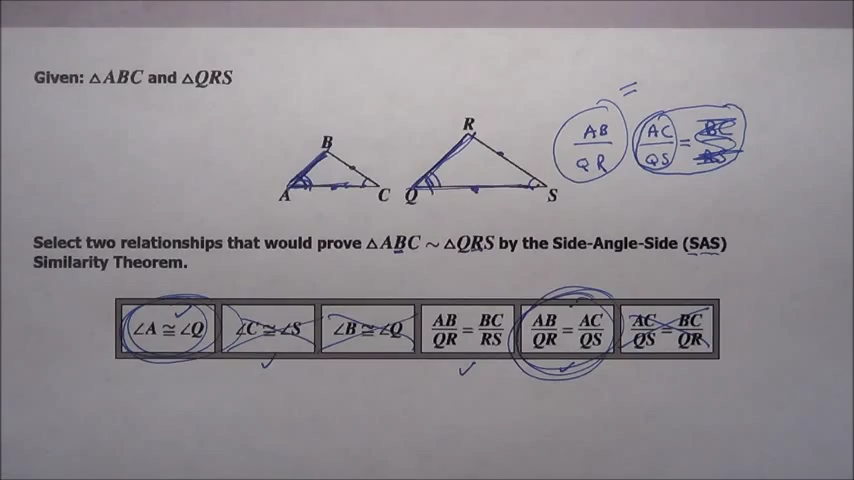 Given: △ABC and △QRS
=
AB/QR AC/QS = BC
B R
A C Q S
Select two relationships that would prove △ABC ~ △QRS by the Side-Angle-Side (SAS)
Similarity Theorem.
∠A ≅ ∠Q ∠C ≅ ∠S ∠B ≅ ∠Q AB/QR = BC/RS AB/QR = AC/QS AC/QS = BC/QR